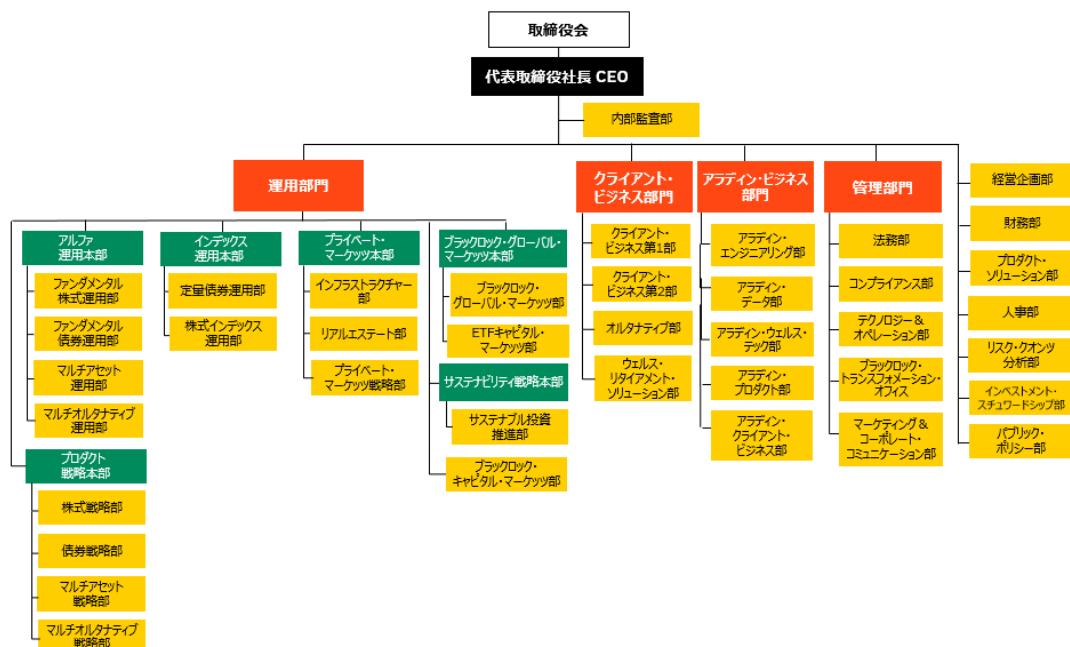 取締役会
代表取締役社長 CEO
内部監査部
運用部門
アルファ
運用本部
ファンダメンタル
株式運用部
ファンダメンタル
債券運用部
マルチアセット
運用部
マルチオルタナティブ
運用部
プロダクト
戦略本部
株式戦略部
債券戦略部
マルチアセット
戦略部
マルチオルタナティブ
戦略部
インデックス
運用本部
定量債券運用部
株式インデックス
運用部
プライベート・
マーケッツ本部
インフラストラクチャー
部
リアルエステート部
プライベート・
マーケッツ戦略部
ブラックロック・グローバル・
マーケッツ本部
ブラックロック・
グローバル・マーケッツ部
ETFキャピタル・
マーケッツ部
サステナビリティ戦略本部
サステナブル投資
推進部
ブラックロック・
キャピタル・マーケッツ部
クライアント・
ビジネス部門
クライアント・
ビジネス第1部
クライアント・
ビジネス第2部
オルタナティブ部
ウェルス・
リタイアメント・
ソリューション部
アラディン・ビジネス
部門
アラディン・
エンジニアリング部
アラディン・
データ部
アラディン・ウェルス・
テック部
アラディン・
プロダクト部
アラディン・
クライアント・
ビジネス部
管理部門
法務部
コンプライアンス部
テクノロジー＆
オペレーション部
ブラックロック・
トランスフォメーション・
オフィス
マーケティング＆
コーポレート・
コミュニケーション部
経営企画部
財務部
プロダクト・
ソリューション部
人事部
リスク・クオンツ
分析部
インベストメント・
スチュワードシップ部
パブリック・
ポリシー部